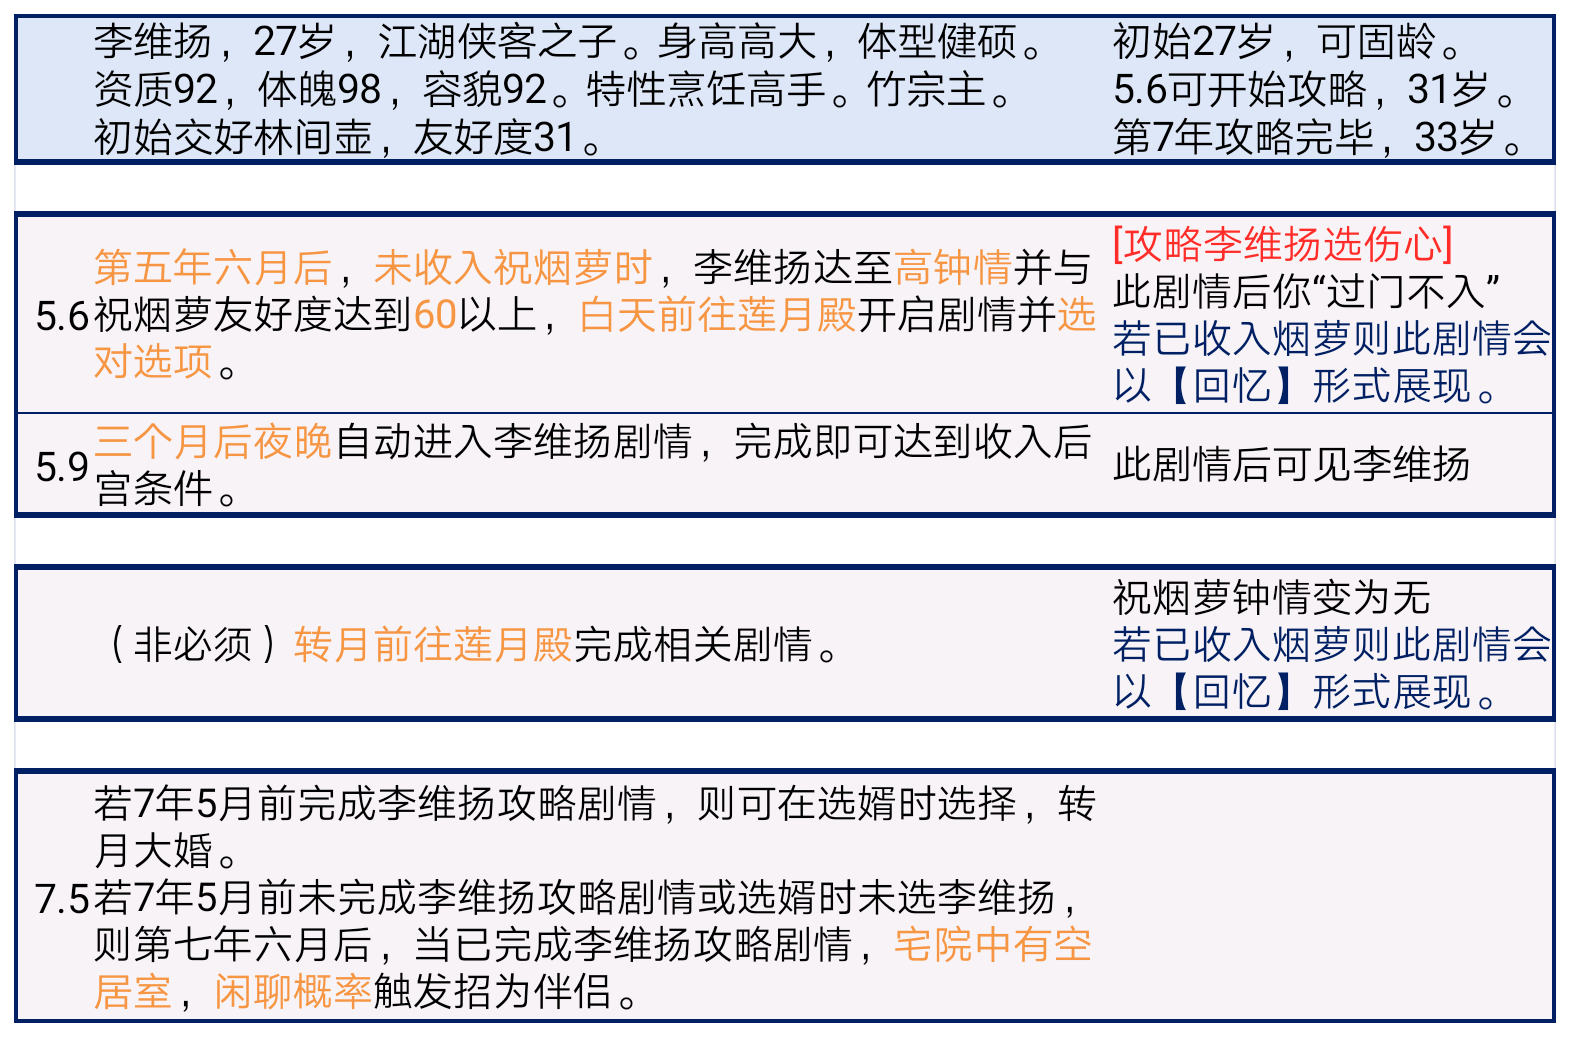 李维扬，27岁，江湖侠客之子。身高高大，体型健硕。
资质92，体魄98，容貌92。特性烹饪高手。竹宗主。
初始交好林间壶，友好度31。
初始27岁，可固龄。
5.6可开始攻略，31岁。
第7年攻略完毕，33岁。
5.6
第五年六月后，未收入祝烟萝时，李维扬达至高钟情并与
祝烟萝友好度达到60以上，白天前往莲月殿开启剧情并选
对选项。
[攻略李维扬选伤心]
此剧情后你“过门不入”
若已收入烟萝则此剧情会
以【回忆】形式展现。
5.9
三个月后夜晚自动进入李维扬剧情，完成即可达到收入后
宫条件。
此剧情后可见李维扬
（非必须）转月前往莲月殿完成相关剧情。
祝烟萝钟情变为无
若已收入烟萝则此剧情会
以【回忆】形式展现。
7.5
若7年5月前完成李维扬攻略剧情，则可在选婿时选择，转
月大婚。
若7年5月前未完成李维扬攻略剧情或选婿时未选李维扬，
则第七年六月后，当已完成李维扬攻略剧情，宅院中有空
居室，闲聊概率触发招为伴侣。